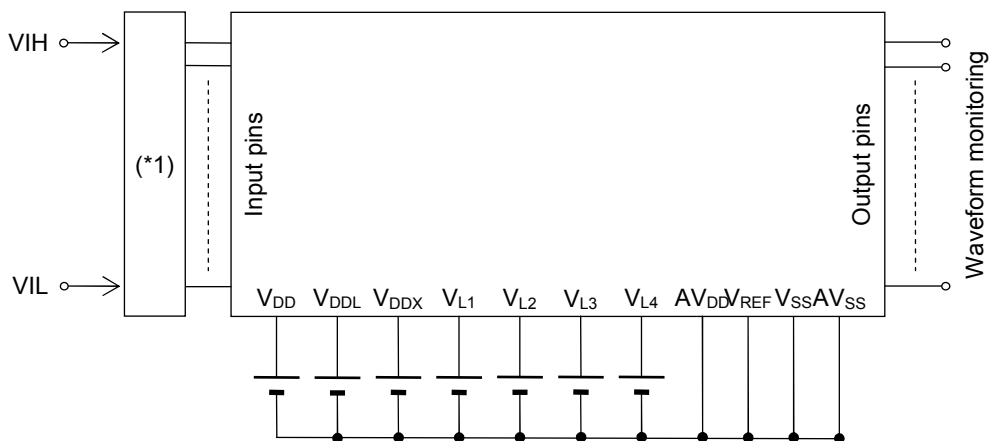 VIH
VIL
(*1)
Input pins
Output pins
Waveform monitoring
VDD VDDL VDDX VL1 VL2 VL3 VL4 AVDD VREF VSS AVSS